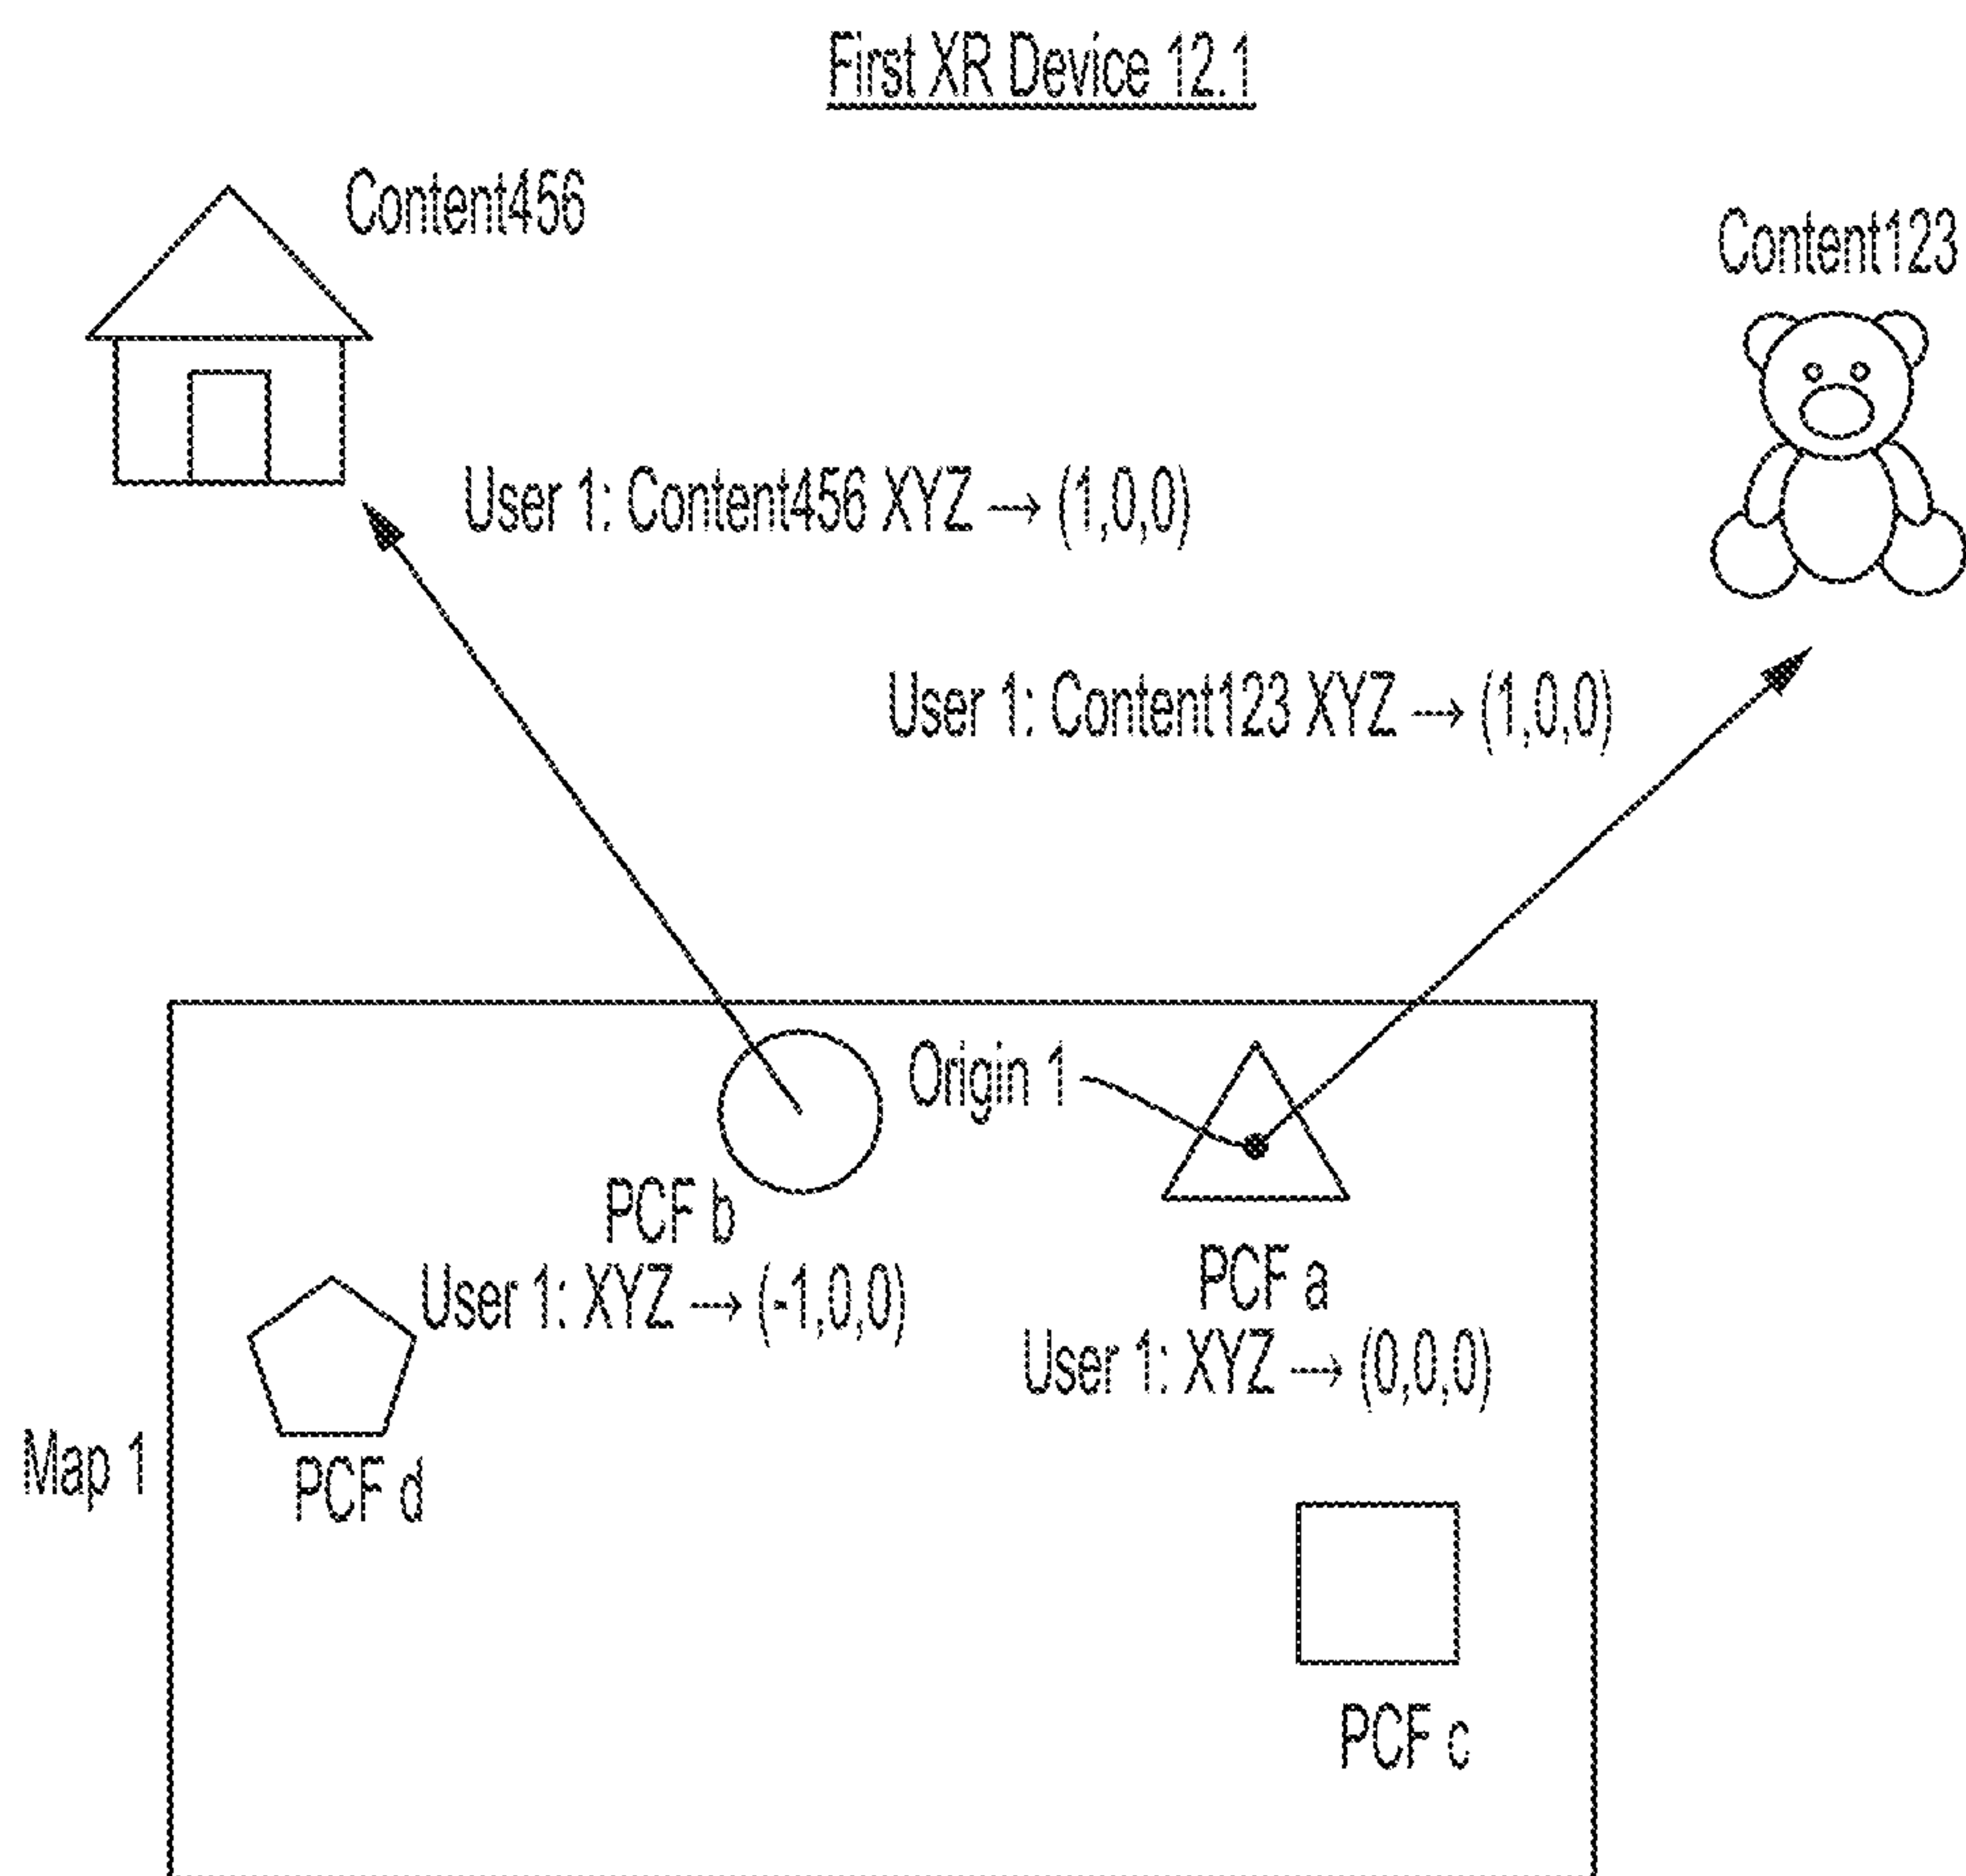 First XR Device 12.1
Content456
Content123
User 1: Content456 XYZ → (1,0,0)
User 1: Content123 XYZ → (1,0,0)
Origin 1
PCF b
User 1: XYZ → (-1,0,0)
PCF a
User 1: XYZ → (0,0,0)
Map 1
PCF d
PCF c